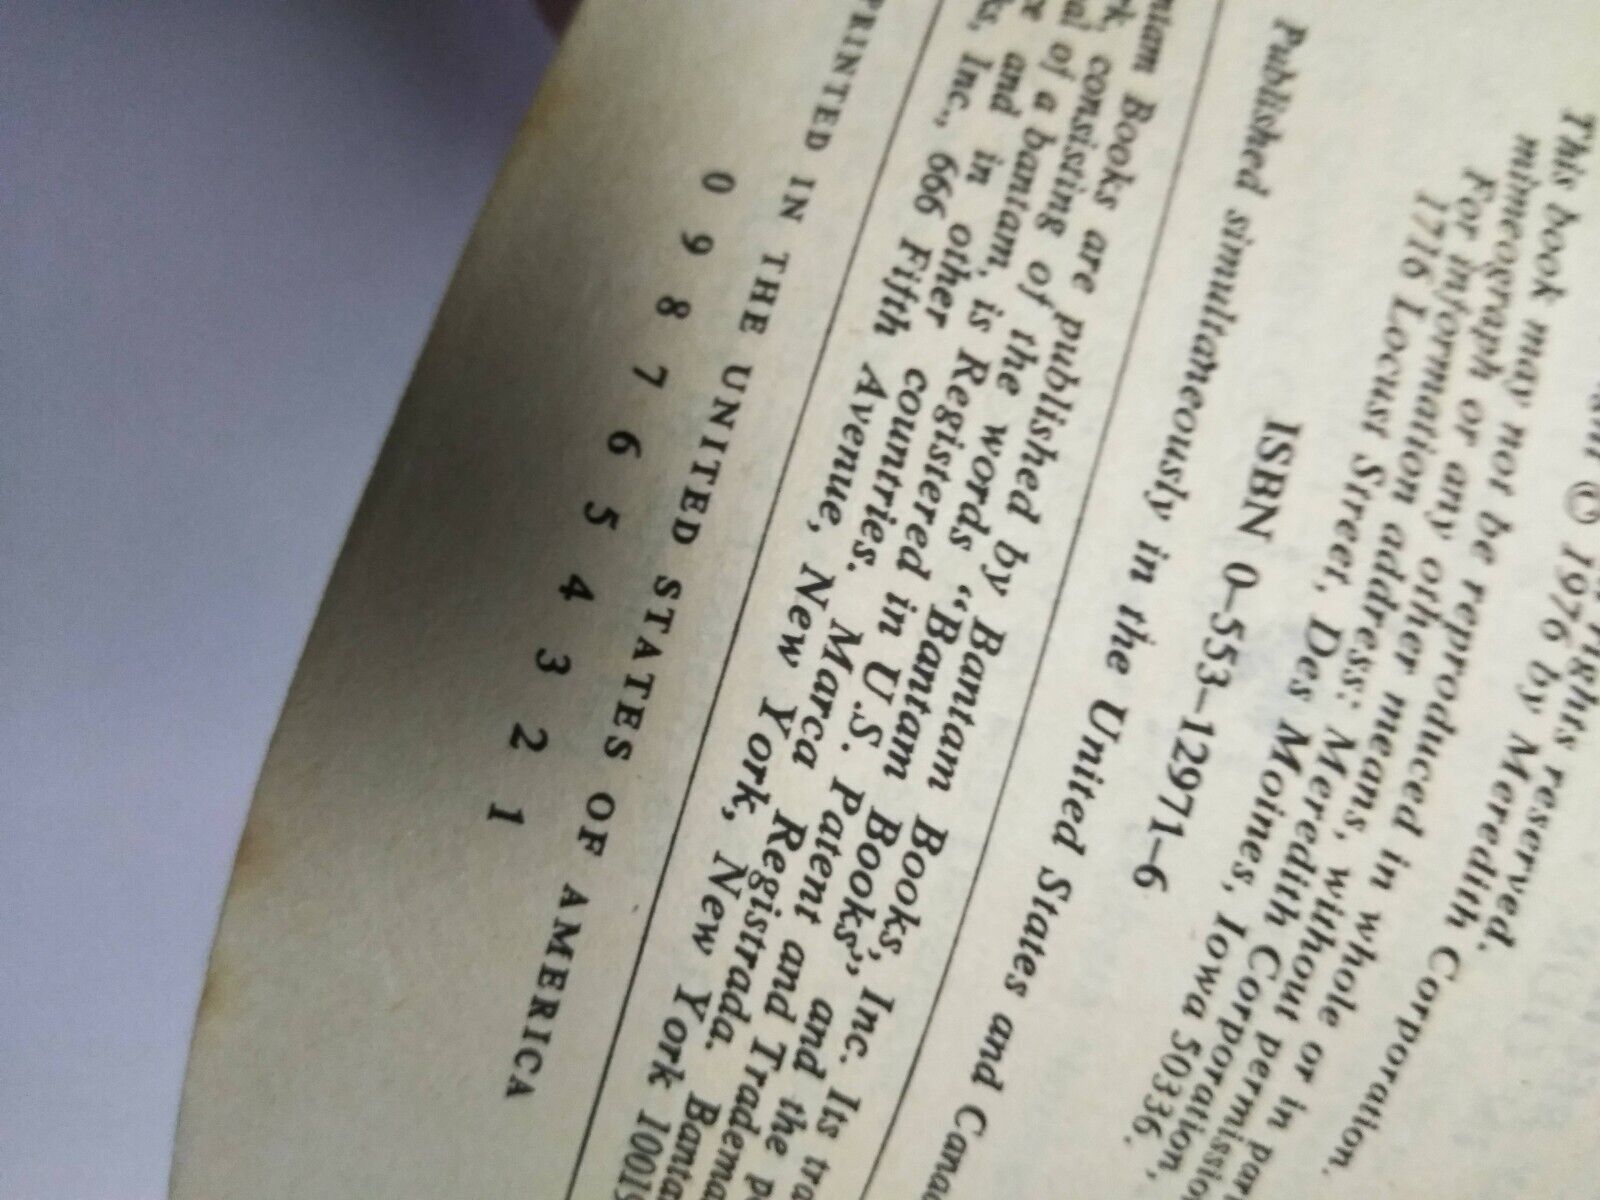 © 1976 by Meredith Corporation.
rights reserved.
This book may not be reproduced in whole or in
mimeograph or any other means, without
For information address: Meredith Corporation,
1716 Locust Street, Des Moines, Iowa 50336.
ISBN 0-553-12971-6
Published simultaneously in the United States and
Books are published by Bantam Books, Inc. Its
consisting of the words "Bantam Books" and the
of a bantam, is Registered in U.S. Patent and
and in other countries. Marca Registrada.
Inc., 666 Fifth Avenue, New York, New York 10019
PRINTED IN THE UNITED STATES OF AMERICA
0 9 8 7 6 5 4 3 2 1